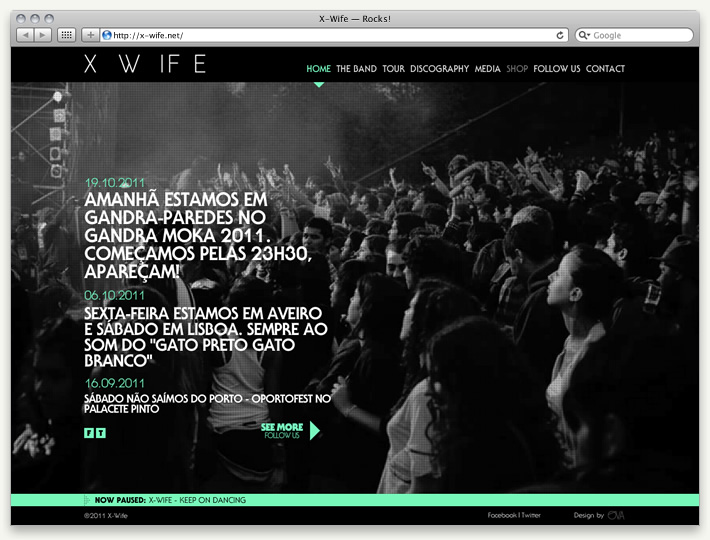 X-Wife — Rocks!
http://x-wife.net/
Google
X WIFE
HOME THE BAND TOUR DISCOGRAPHY MEDIA SHOP FOLLOW US CONTACT
19.10.2011
AMANHÃ ESTAMOS EM
GANDRA-PAREDES NO
GANDRA MOKA 2011.
COMEÇAMOS PELAS 23H30,
APAREÇAM!
06.10.2011
SEXTA-FEIRA ESTAMOS EM AVEIRO
E SÁBADO EM LISBOA. SEMPRE AO
SOM DO "GATO PRETO GATO
BRANCO"
16.09.2011
SÁBADO NÃO SAÍMOS DO PORTO - OPORTOFEST NO
PALACETE PINTO
F T
SEE MORE
FOLLOW US
NOW PAUSED: X-WIFE - KEEP ON DANCING
©2011 X-Wife
Facebook | Twitter
Design by